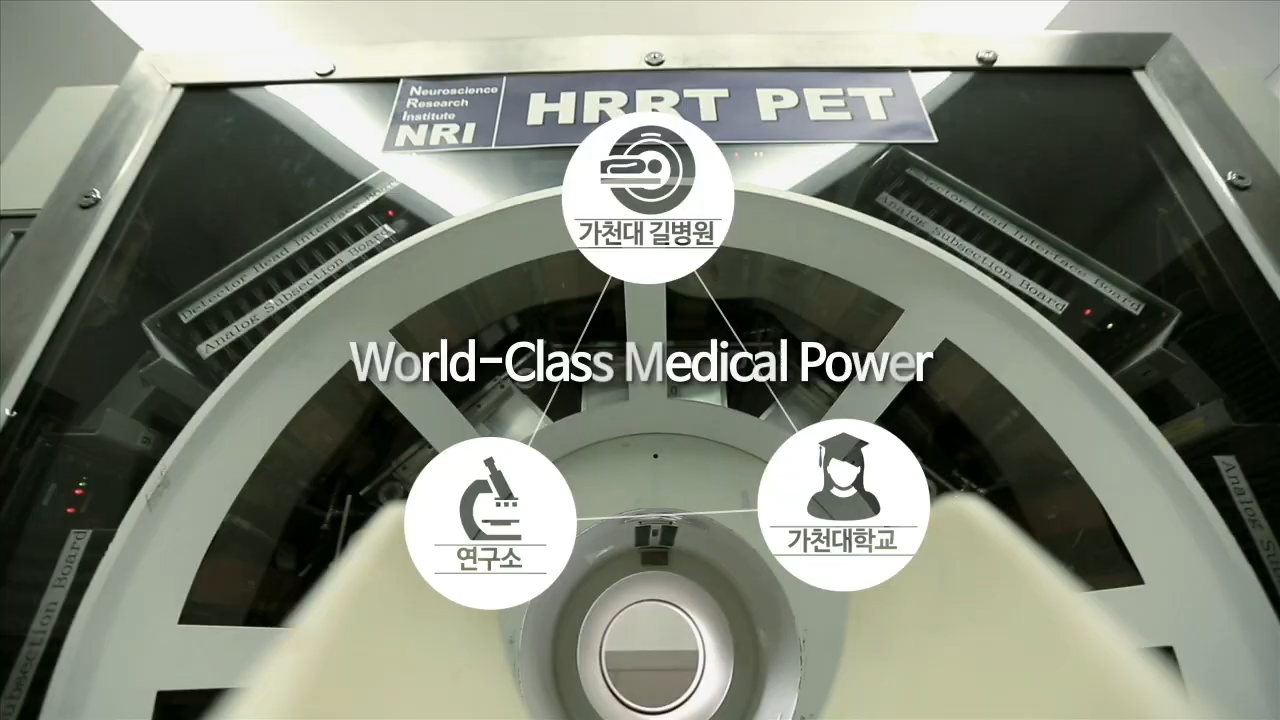 Neuroscience
Research
Institute
NRI
HRRT PET
가천대 길병원
Detector Head Interface
Analog Subsection Board
Detector Head Interface Board
Analog Subsection Board
World-Class Medical Power
연구소
가천대학교
Subsection Board
Analog